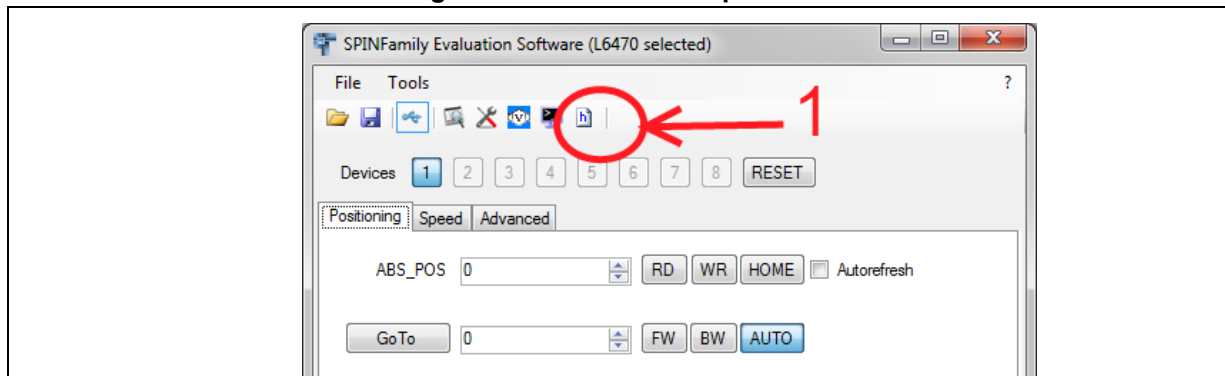 SPINFamily Evaluation Software (L6470 selected)
File Tools ?
h 1
Devices 1 2 3 4 5 6 7 8 RESET
Positioning Speed Advanced
ABS_POS 0 RD WR HOME Autorefresh
GoTo 0 FW BW AUTO